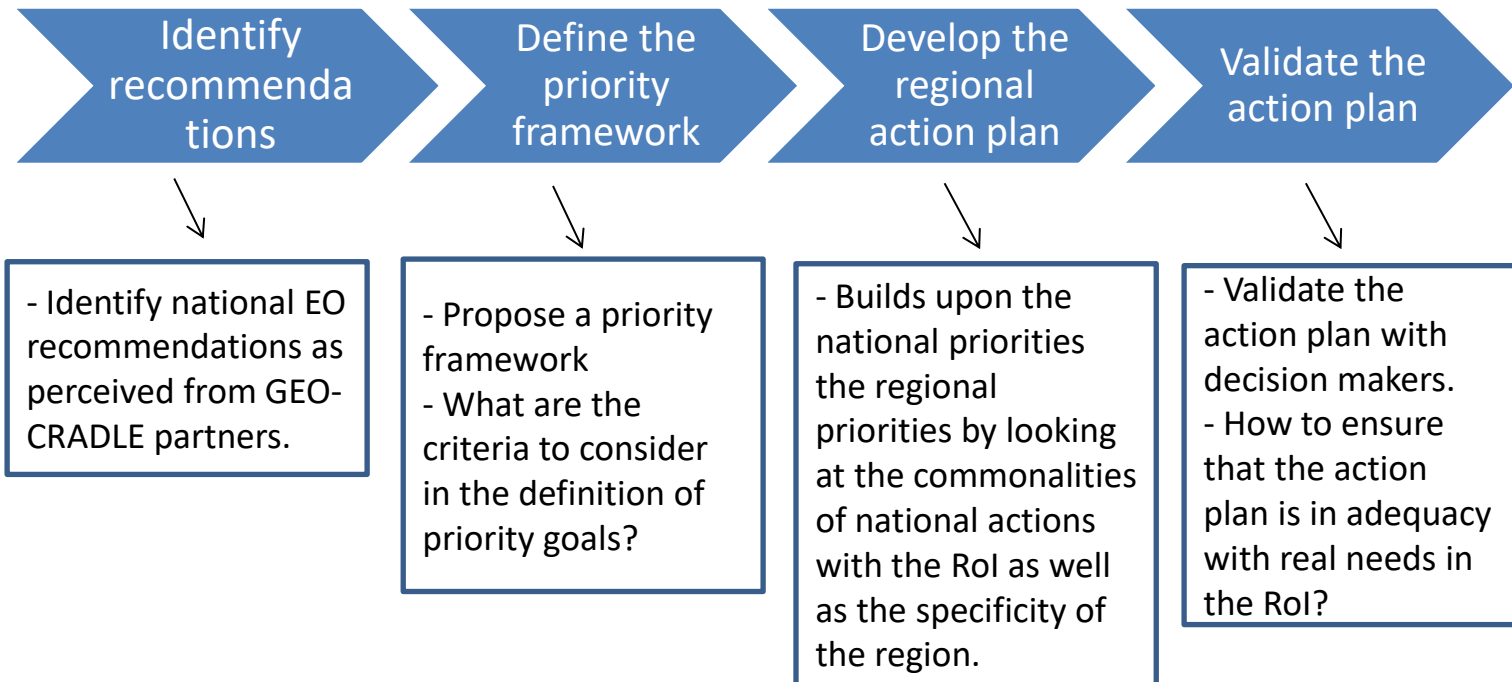 Identify
recommenda
tions
Define the
priority
framework
Develop the
regional
action plan
Validate the
action plan
- Identify national EO
recommendations as
perceived from GEO-
CRADLE partners.
- Propose a priority
framework
- What are the
criteria to consider
in the definition of
priority goals?
- Builds upon the
national priorities
the regional
priorities by looking
at the commonalities
of national actions
with the RoI as well
as the specificity of
the region.
- Validate the
action plan with
decision makers.
- How to ensure
that the action
plan is in adequacy
with real needs in
the RoI?